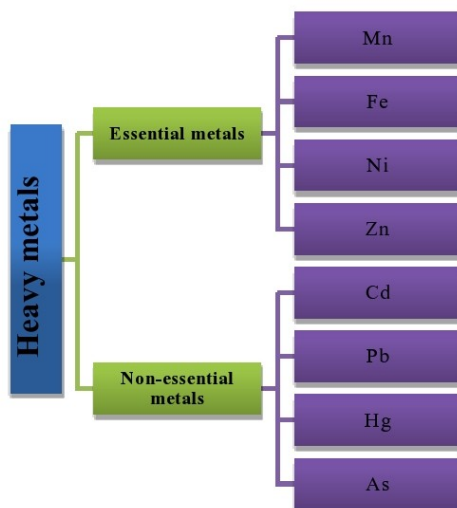 Heavy metals
Essential metals
Mn
Fe
Ni
Zn
Non-essential
metals
Cd
Pb
Hg
As